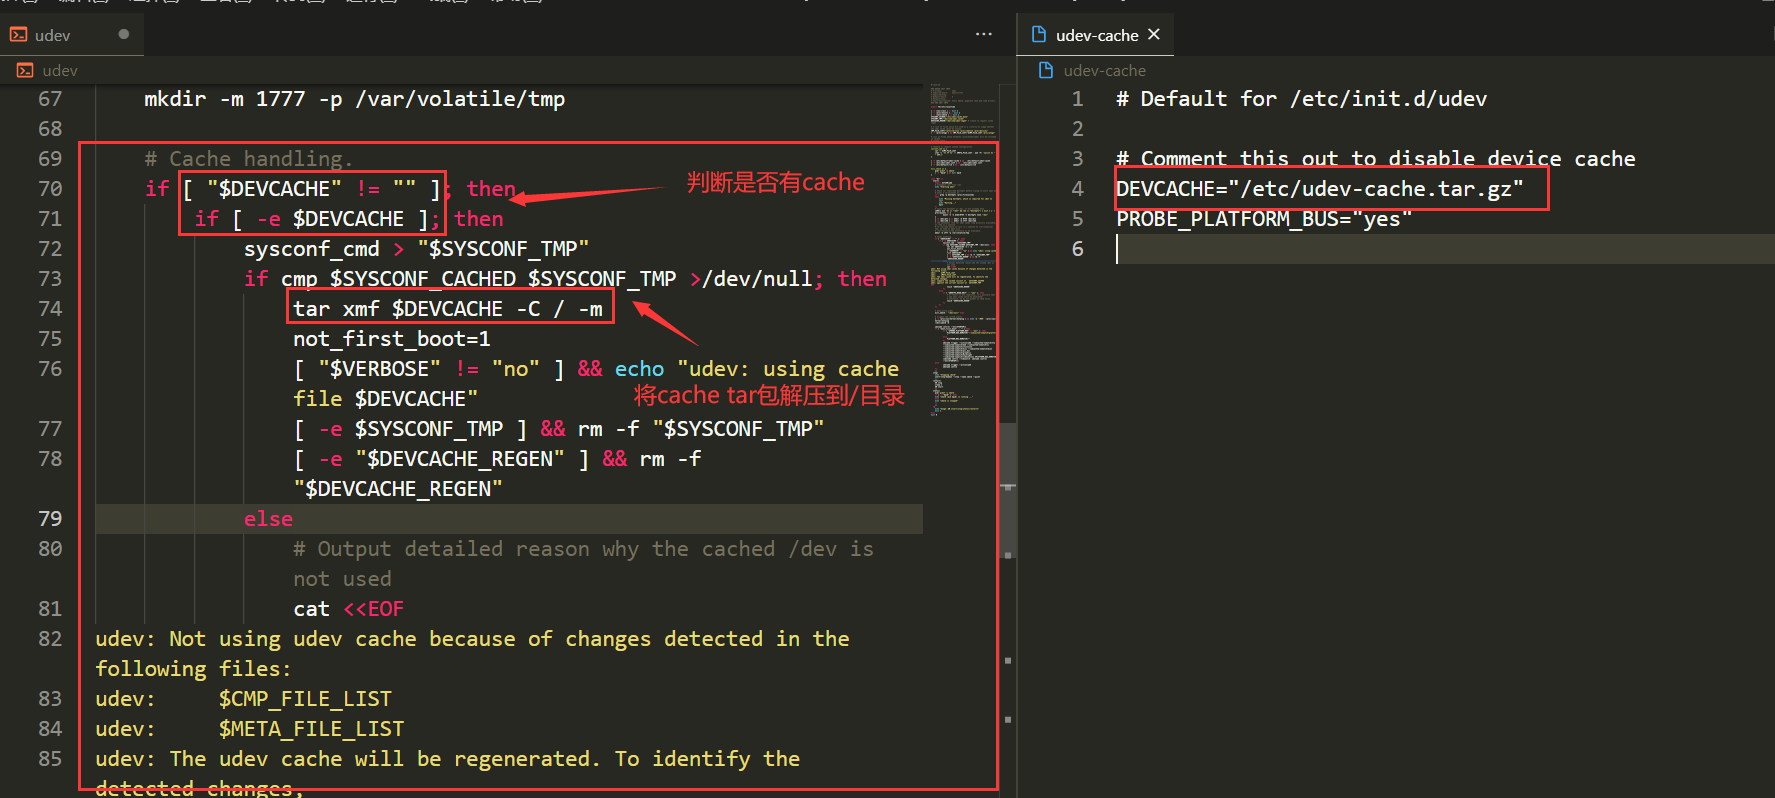 udev
udev
67 mkdir -m 1777 -p /var/volatile/tmp
68
69 # Cache handling.
70 if [ "$DEVCACHE" != "" ]; then
判断是否有cache
71 if [ -e $DEVCACHE ]; then
72 sysconf_cmd > "$SYSCONF_TMP"
73 if cmp $SYSCONF_CACHED $SYSCONF_TMP >/dev/null; then
74 tar xmf $DEVCACHE -C / -m
75 not_first_boot=1
76 [ "$VERBOSE" != "no" ] && echo "udev: using cache
file $DEVCACHE"
将cache tar包解压到/目录
77 [ -e $SYSCONF_TMP ] && rm -f "$SYSCONF_TMP"
78 [ -e "$DEVCACHE_REGEN" ] && rm -f
"$DEVCACHE_REGEN"
79 else
80 # Output detailed reason why the cached /dev is
not used
81 cat <<EOF
82 udev: Not using udev cache because of changes detected in the
following files:
83 udev:     $CMP_FILE_LIST
84 udev:     $META_FILE_LIST
85 udev: The udev cache will be regenerated. To identify the
detected changes,
udev-cache
udev-cache
1 # Default for /etc/init.d/udev
2
3 # Comment this out to disable device cache
4 DEVCACHE="/etc/udev-cache.tar.gz"
5 PROBE_PLATFORM_BUS="yes"
6